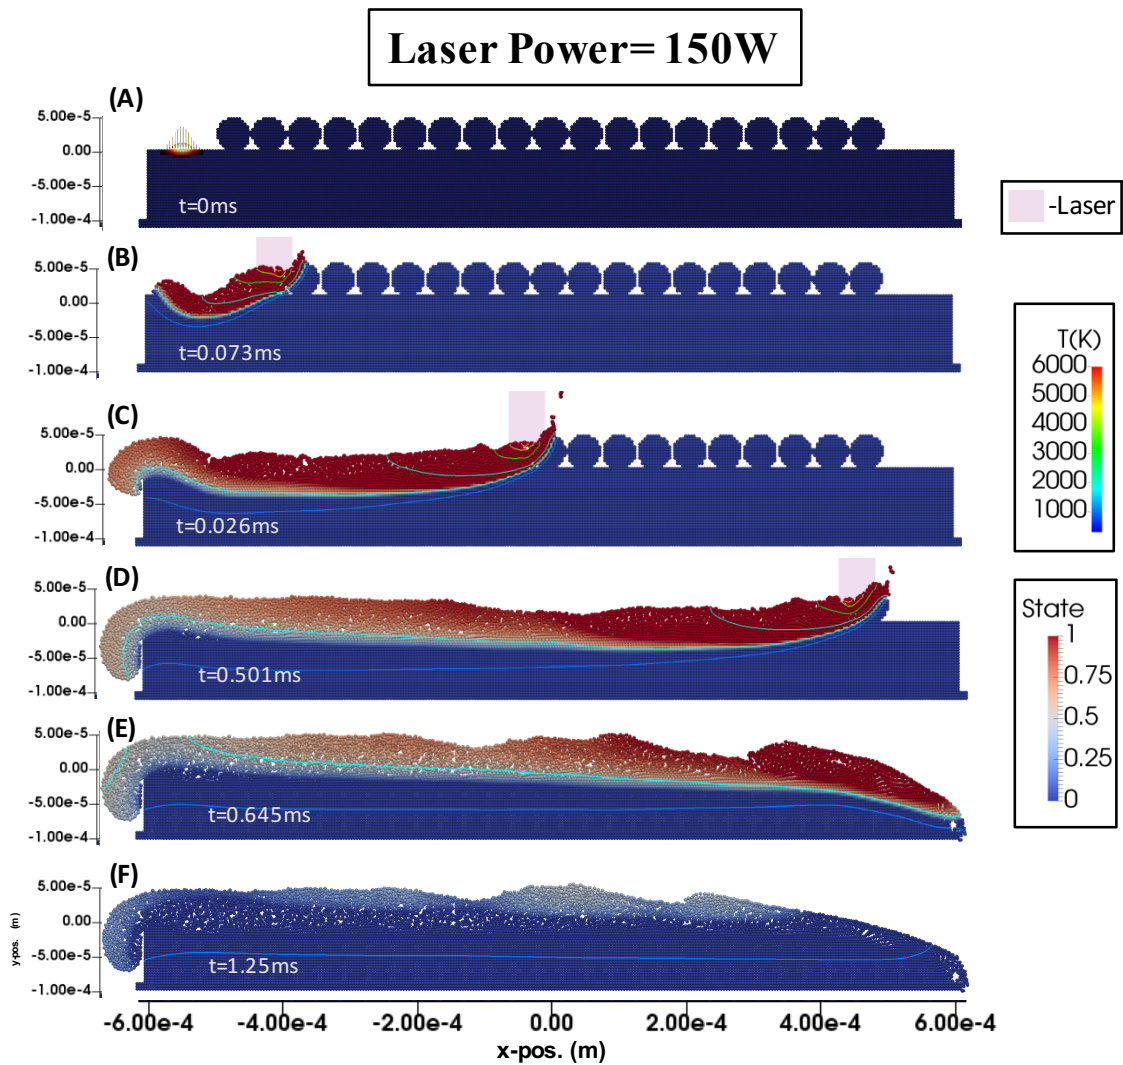 Laser Power= 150W
(A)
5.00e-5
0.00
-5.00e-5
-1.00e-4
t=0ms
-Laser
(B)
5.00e-5
0.00
-5.00e-5
-1.00e-4
t=0.073ms
T(K)
6000
5000
4000
3000
2000
1000
(C)
5.00e-5
0.00
-5.00e-5
-1.00e-4
t=0.026ms
(D)
5.00e-5
0.00
-5.00e-5
-1.00e-4
t=0.501ms
State
1
0.75
0.5
0.25
0
(E)
5.00e-5
0.00
-5.00e-5
-1.00e-4
t=0.645ms
(F)
5.00e-5
0.00
-5.00e-5
-1.00e-4
y-pos. (m)
t=1.25ms
-6.00e-4 -4.00e-4 -2.00e-4 0.00 2.00e-4 4.00e-4 6.00e-4
x-pos. (m)